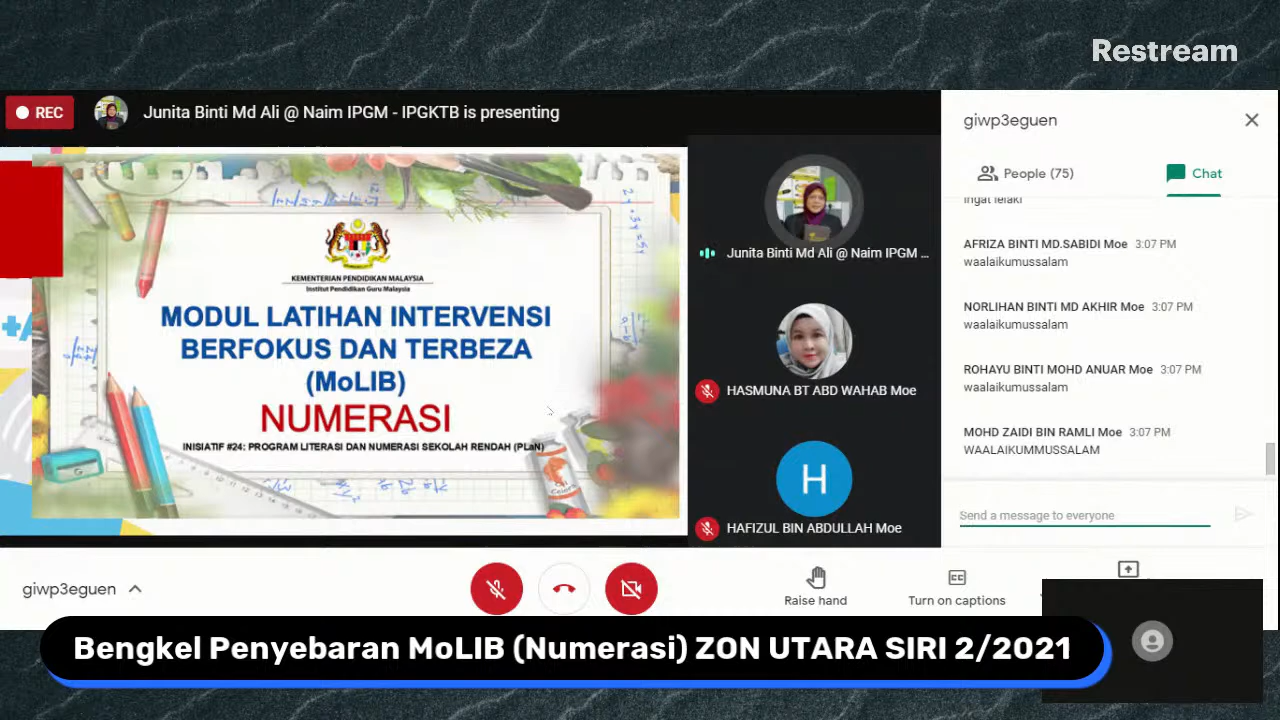 Restream
REC
Junita Binti Md Ali @ Naim IPGM - IPGKTB is presenting
KEMENTERIAN PENDIDIKAN MALAYSIA
Institut Pendidikan Guru Malaysia
MODUL LATIHAN INTERVENSI
BERFOKUS DAN TERBEZA
(MoLIB)
NUMERASI
INISIATIF #24: PROGRAM LITERASI DAN NUMERASI SEKOLAH RENDAH (PLaN)
Junita Binti Md Ali @ Naim IPGM ...
HASMUNA BT ABD WAHAB Moe
H
HAFIZUL BIN ABDULLAH Moe
giwp3eguen
People (75)
Chat
ingat lelaki
AFRIZA BINTI MD.SABIDI Moe 3:07 PM
waalaikumussalam
NORLIHAN BINTI MD AKHIR Moe 3:07 PM
waalaikumussalam
ROHAYU BINTI MOHD ANUAR Moe 3:07 PM
waalaikumussalam
MOHD ZAIDI BIN RAMLI Moe 3:07 PM
WAALAIKUMMUSSALAM
Send a message to everyone
giwp3eguen
Raise hand
Turn on captions
Bengkel Penyebaran MoLIB (Numerasi) ZON UTARA SIRI 2/2021